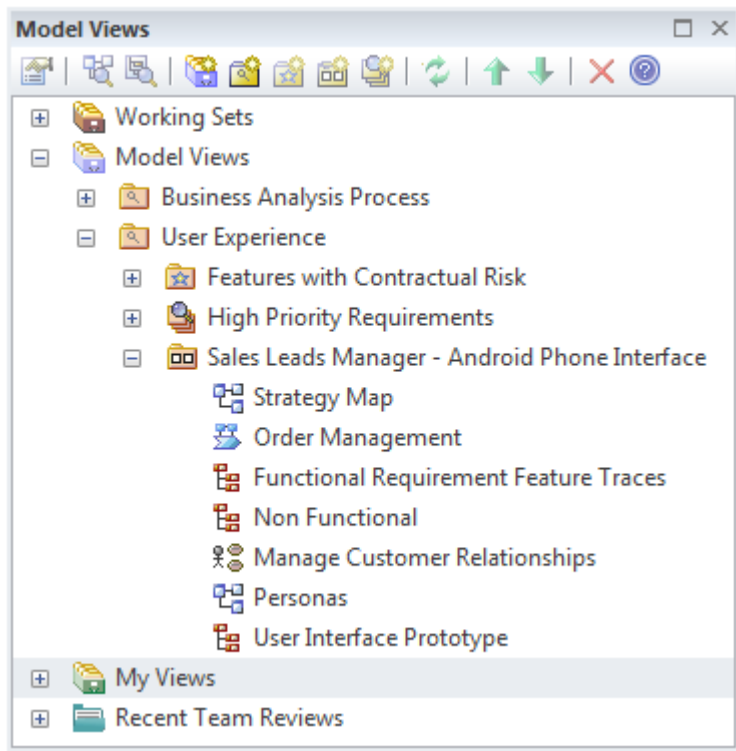 Model Views
Working Sets
Model Views
Business Analysis Process
User Experience
Features with Contractual Risk
High Priority Requirements
Sales Leads Manager - Android Phone Interface
Strategy Map
Order Management
Functional Requirement Feature Traces
Non Functional
Manage Customer Relationships
Personas
User Interface Prototype
My Views
Recent Team Reviews